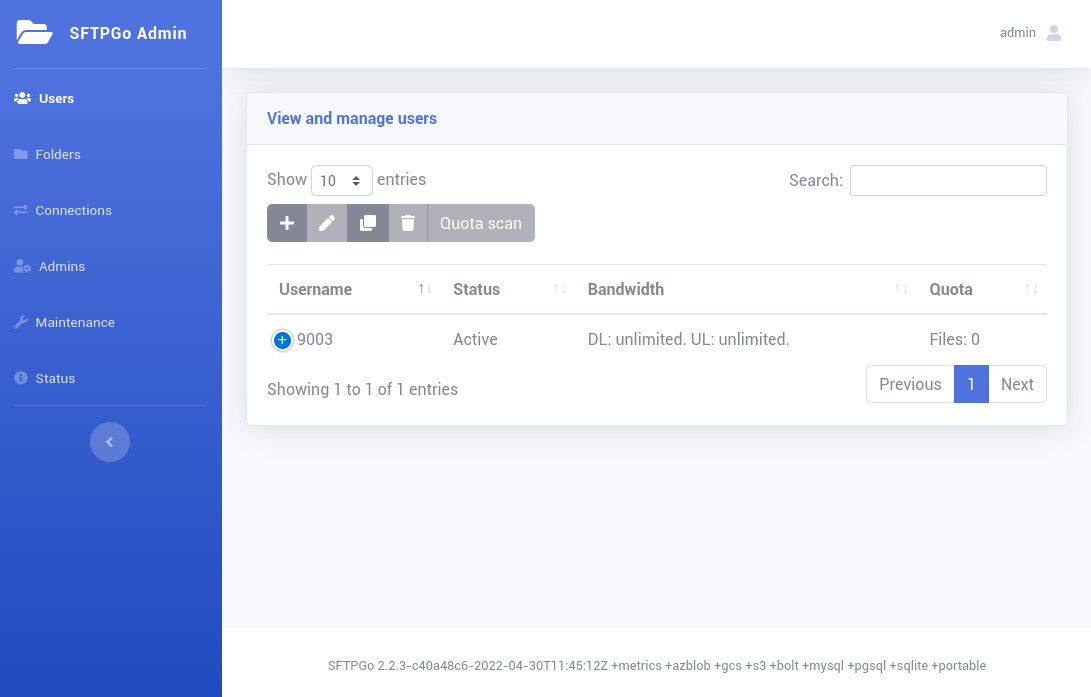 SFTPGo Admin
admin
Users
Folders
Connections
Admins
Maintenance
Status
View and manage users
Show 10 entries
Search:
Quota scan
Username Status Bandwidth Quota
9003 Active DL: unlimited. UL: unlimited. Files: 0
Showing 1 to 1 of 1 entries
Previous 1 Next
SFTPGo 2.2.3-c40a48c6-2022-04-30T11:45:12Z +metrics +azblob +gcs +s3 +bolt +mysql +pgsql +sqlite +portable